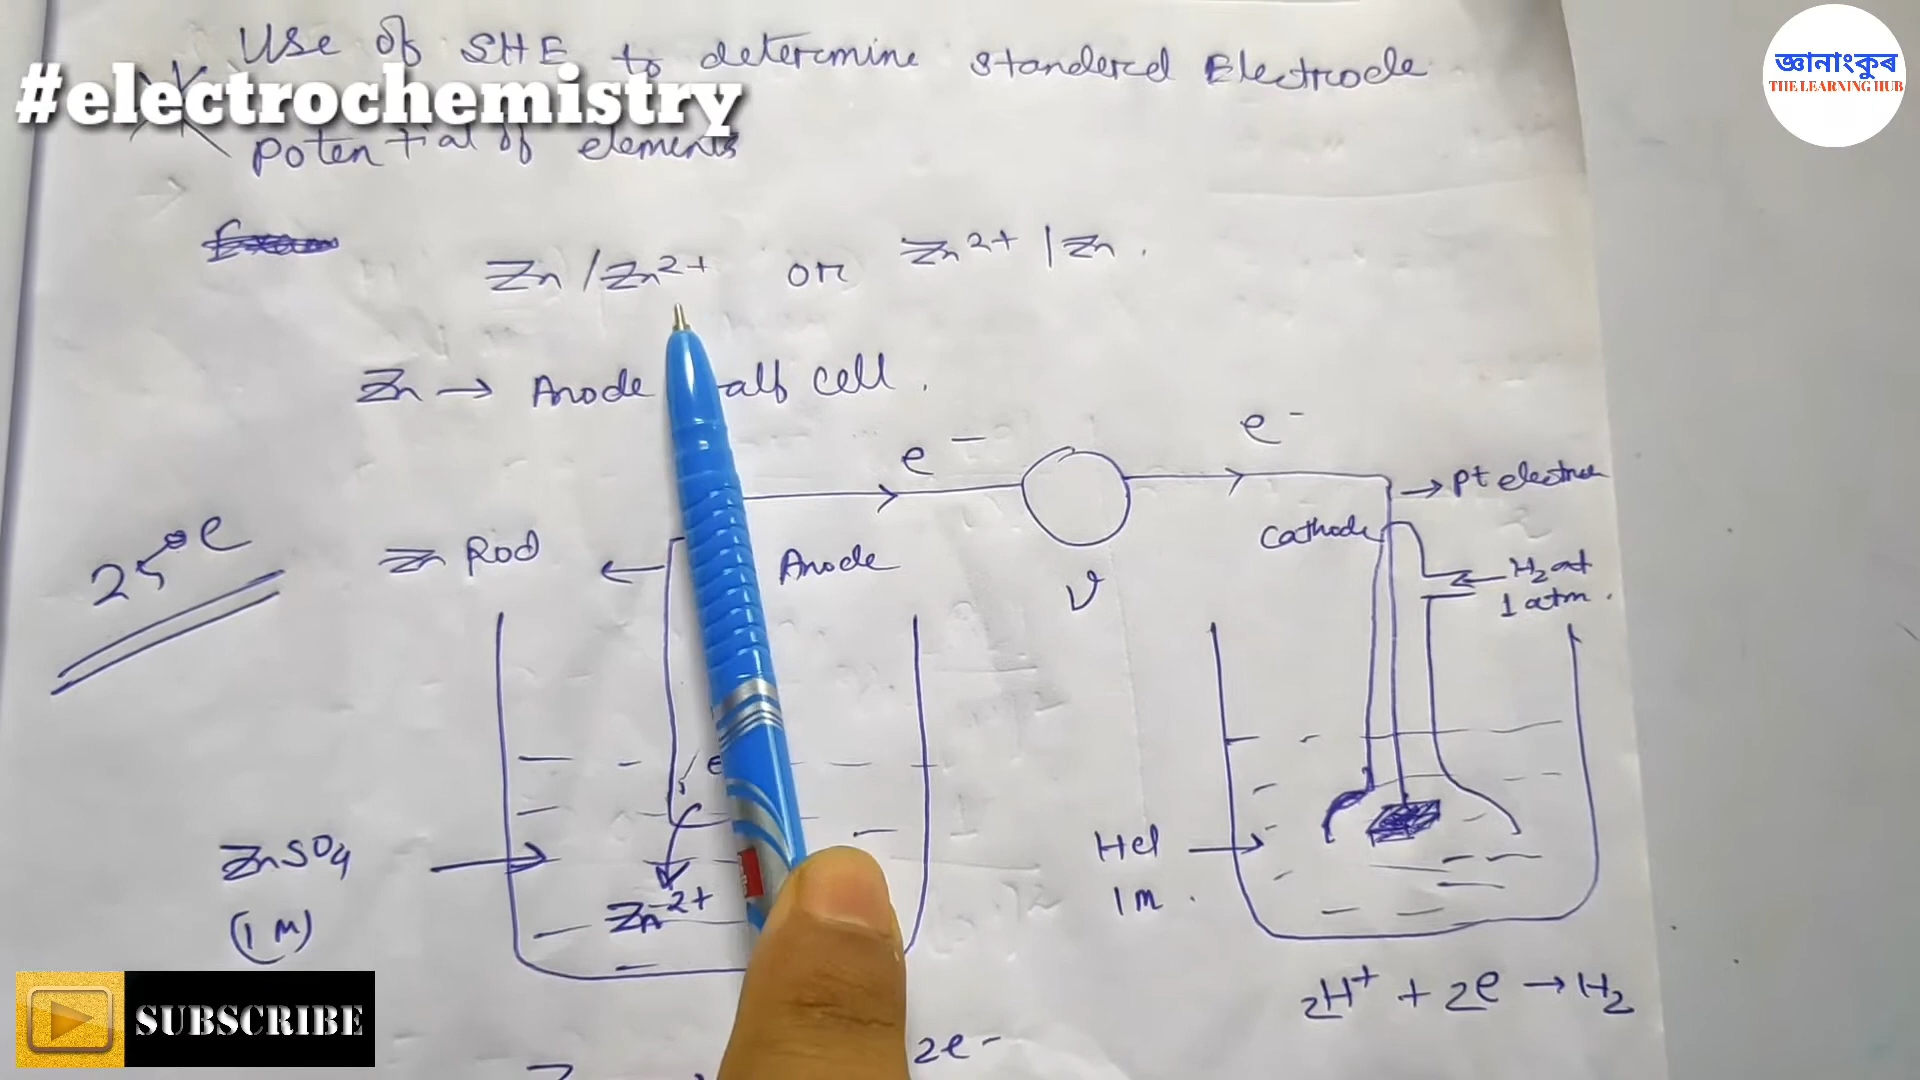 Use of SHE to determine standered Electrode
#electrochemistry
potential of elements
জ্ঞানাংকুৰ
THE LEARNING HUB
Zn / Zn2+ or Zn2+ | Zn .
Zn → Anode alf cell .
e-
e-
→ pt electrode
25°C
Zn Rod
Anode
V
Cathode
H2 at
1 atm .
ZnSO4
(1 M)
Zn2+
Hcl
1 M .
2H+ + 2e → H2
2e-
SUBSCRIBE